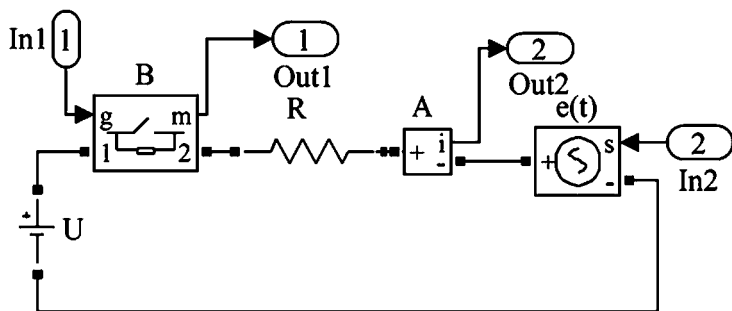 In1
1
B
1
Out1
R
g
m
1
2
U
A
+
i
-
2
Out2
e(t)
+
s
-
2
In2
+